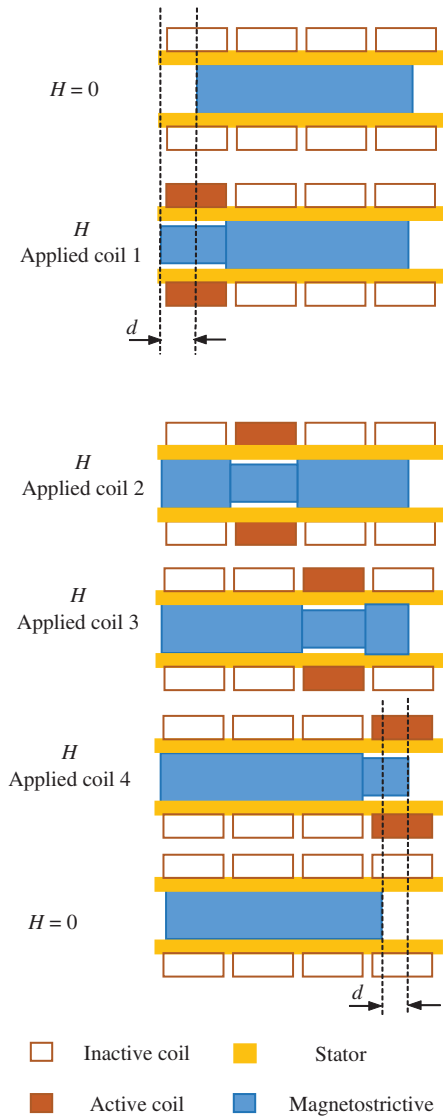 H = 0
H
Applied coil 1
d
H
Applied coil 2
H
Applied coil 3
H
Applied coil 4
H = 0
d
Inactive coil
Stator
Active coil
Magnetostrictive